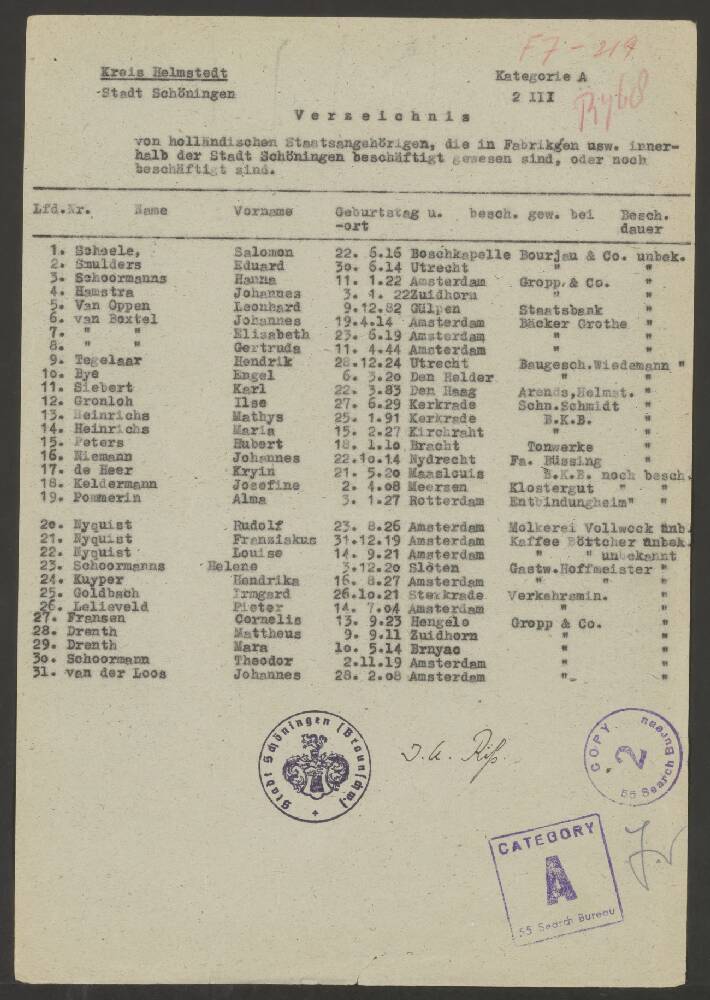 F7-219
Kreis Helmstedt Kategorie A
-Stadt Schöningen 2 III
Verzeichnis
von holländischen Staatsangehörigen, die in Fabrikgen usw. inner-
halb der Stadt Schöningen beschäftigt gewesen sind, oder noch
beschäftigt sind.
Lfd.Nr. Name Vorname Geburtstag u. besch. gew. bei Besch.
-ort dauer
1. Scheele, Salomon 22. 6.16 Boschkapelle Bourjau & Co. unbek.
2. Smulders Eduard 30. 6.14 Utrecht " "
3. Schoormanns Hanna 11. 1.22 Amsterdam Gropp.& Co. "
4. Hamstra Johannes 3. 1. 22Zuidhorn " "
5. Van Oppen Leonhard 9.12.82 Gülpen Staatsbank "
6. van Boxtel Johannes 19.4.14 Amsterdam Bäcker Grothe "
7. " " Elisabeth 23. 6.19 Amsterdam " "
8. " " Gertruda 11. 4.44 Amsterdam " "
9. Tegelaar Hendrik 28.12.24 Utrecht Baugesch.Wiedemann "
10. Bye Engel 6. 3.20 Den Helder " "
11. Siebert Karl 22. 3.83 Den Haag Arends,Helmst. "
12. Gronloh Ilse 27. 6.29 Kerkrade Schn.Schmidt "
13. Heinrichs Mathys 25. 1.91 Kerkrade B.K.B. "
14. Heinrichs Maria 15. 2.27 Kirchraht " "
15. Peters Hubert 18. 1.10 Bracht Tonwerke "
16. Niemann Johannes 22.10.14 Nydrecht Fa. Büssing "
17. de Heer Kryin 21. 5.20 Maaslouis B.K.B. noch besch.
18. Keldermann Josefine 2. 4.08 Meerzen Klostergut " "
19. Pommerin Alma 3. 1.27 Rotterdam Entbindungheim" "
20. Nyquist Rudolf 23. 8.26 Amsterdam Molkerei Vollweck unb.
21. Nyquist Franziskus 31.12.19 Amsterdam Kaffee Böttcher unbek.
22. Nyquist Louise 14. 9.21 Amsterdam " " unbekannt
23. Schoormanns Helene 3.12.20 Slöten Gastw.Hoffmeister "
24. Kuyper Hendrika 16. 8.27 Amsterdam " " "
25. Goldbach Irmgard 26.10.21 Sterkrade Verkehrsmin. "
26. Lelieveld Pieter 14. 7.04 Amsterdam " "
27. Fransen Cornelis 13. 9.23 Hengelo Gropp & Co. "
28. Drenth Mattheus 9. 9.11 Zuidhorn " "
29. Drenth Mara 10. 5.14 Brnyao " "
30. Schoormann Theodor 2.11.19 Amsterdam " "
31. van der Loos Johannes 28. 2.08 Amsterdam " "
Stadt Schöningen (Braunschw.)
COPY
2
55 Search Bureau
CATEGORY
A
55 Search Bureau